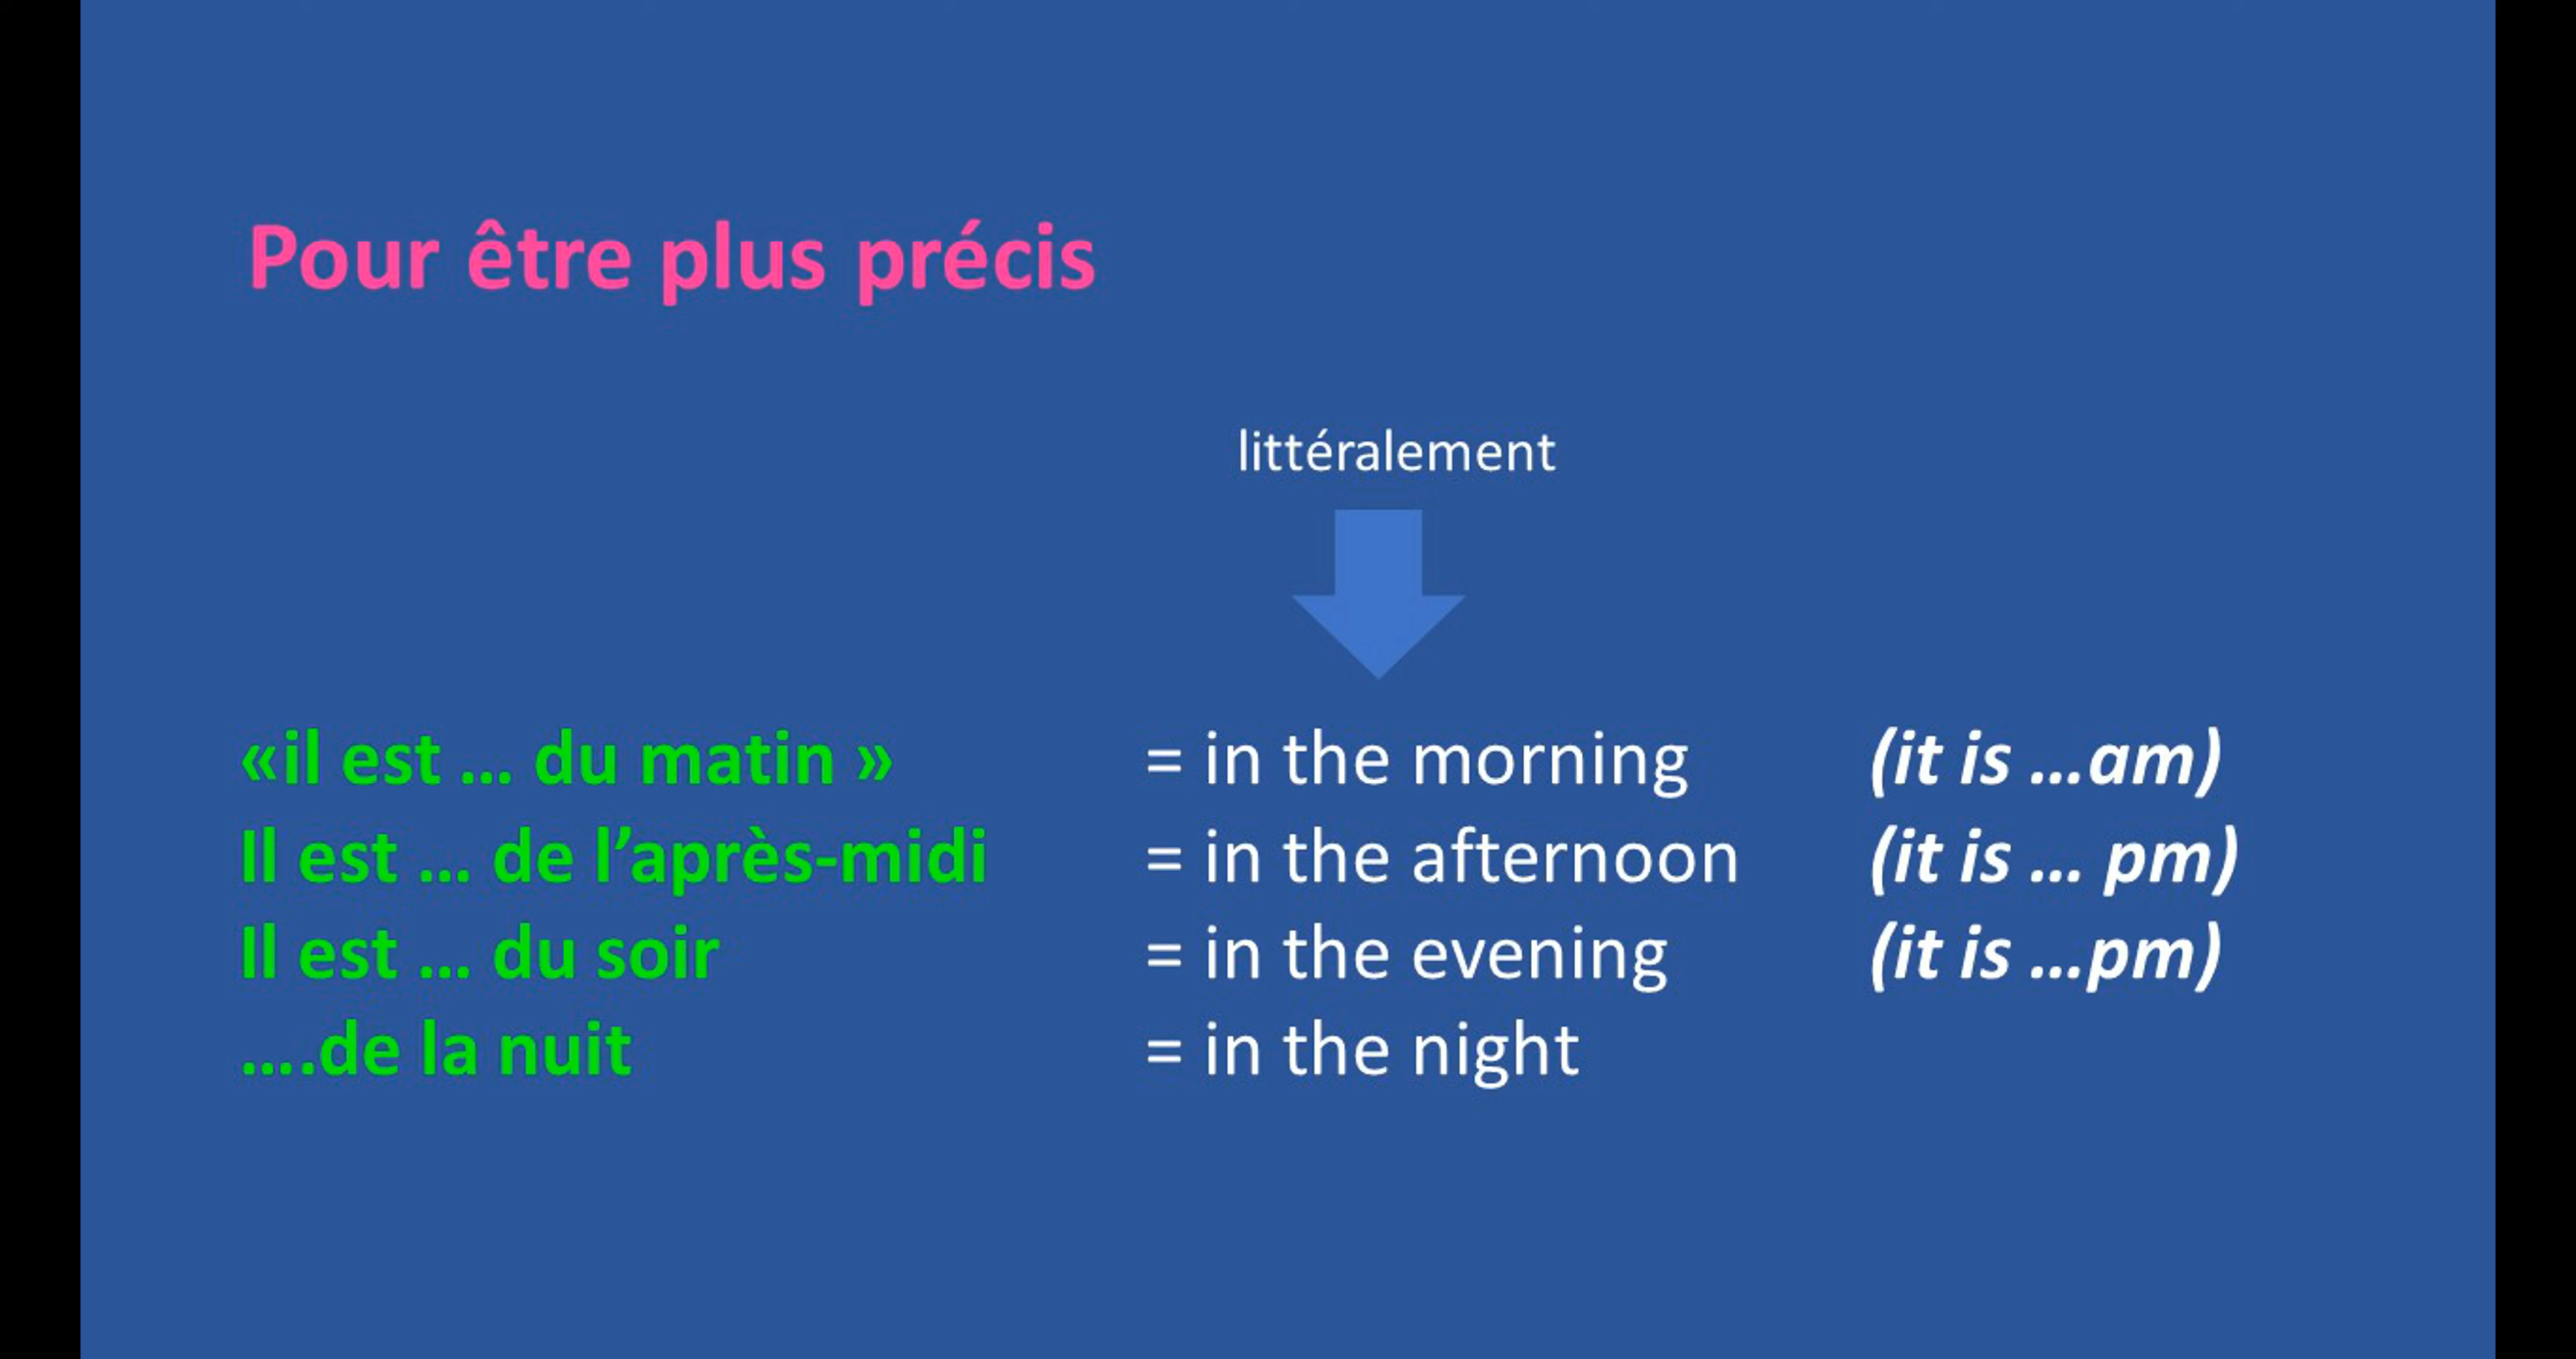 Pour être plus précis
littéralement
«il est ... du matin » = in the morning (it is ...am)
Il est ... de l’après-midi = in the afternoon (it is ... pm)
Il est ... du soir = in the evening (it is ...pm)
....de la nuit = in the night